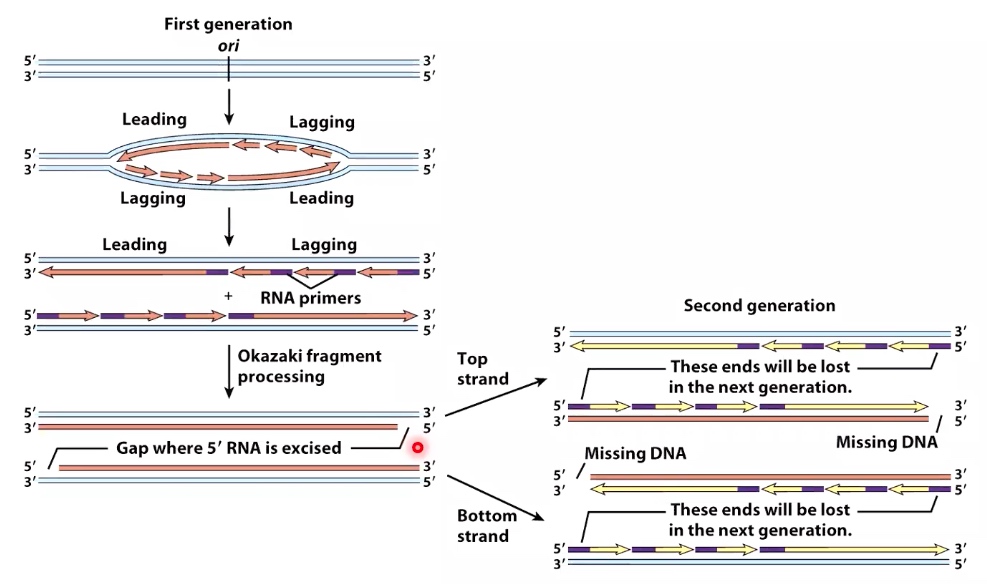 First generation
ori
5′ 3′
3′ 5′
Leading Lagging
5′ 3′
3′ 5′
Lagging Leading
Leading Lagging
5′ 3′
3′ 5′
+ RNA primers
5′ 3′
3′ 5′
Okazaki fragment
processing
5′ 3′
3′ 5′
Gap where 5′ RNA is excised
5′ 3′
3′ 5′
Top
strand
Bottom
strand
Second generation
5′ 3′
3′ 5′
These ends will be lost
in the next generation.
5′ 3′
3′ 5′
Missing DNA
Missing DNA
5′ 3′
3′ 5′
These ends will be lost
in the next generation.
5′ 3′
3′ 5′